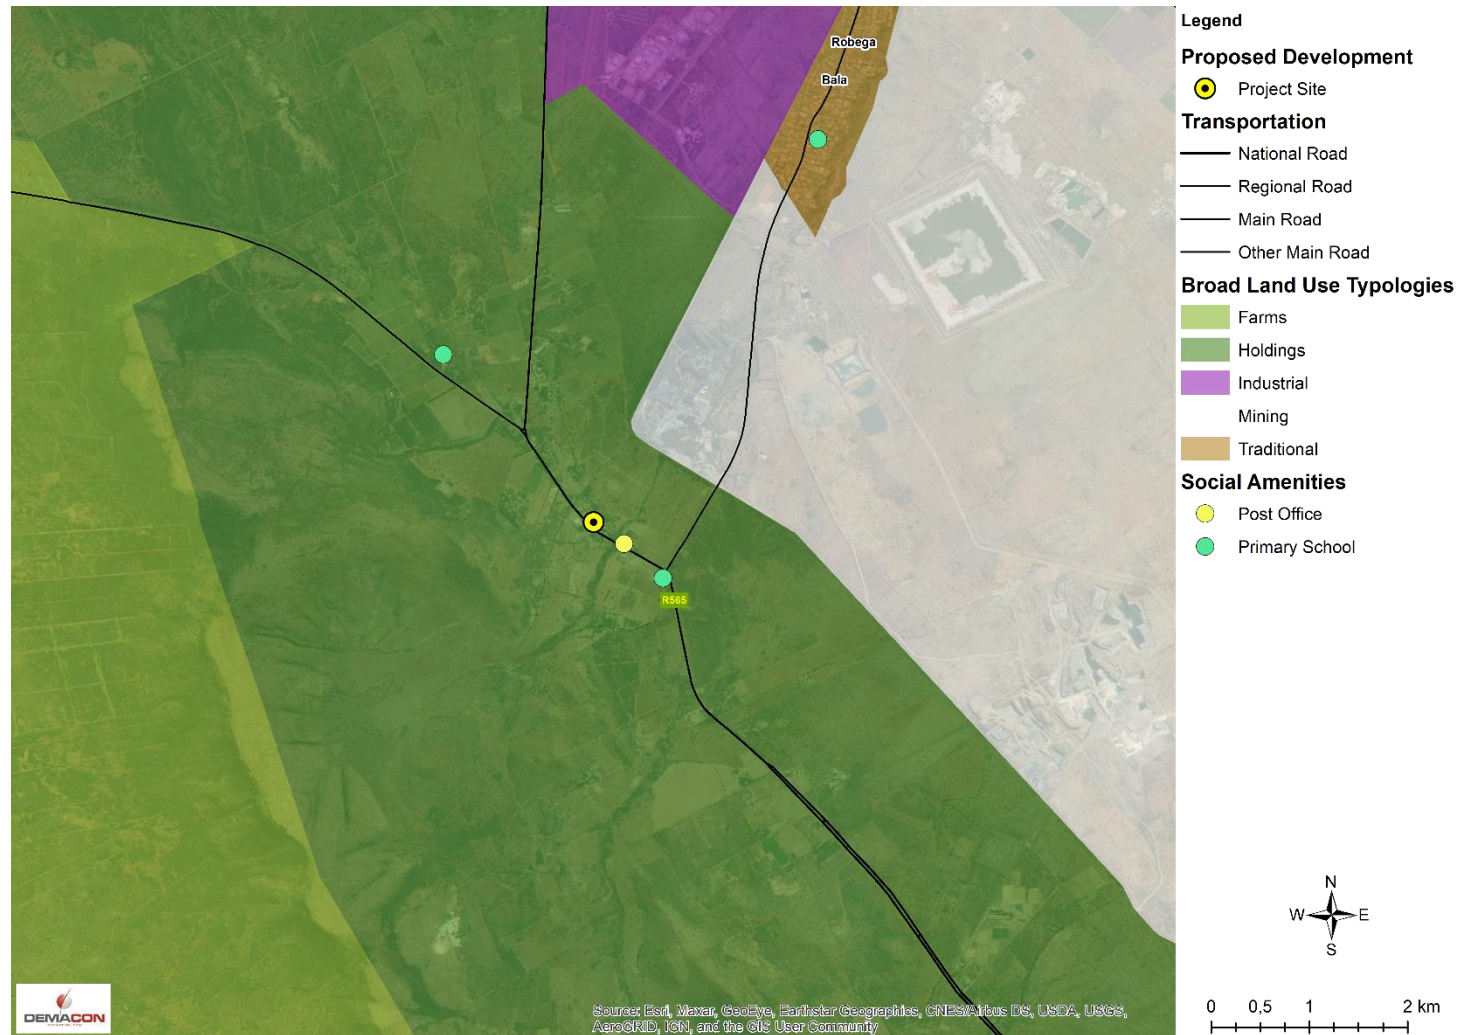 Robega
Bala
R565
Legend
Proposed Development
Project Site
Transportation
National Road
Regional Road
Main Road
Other Main Road
Broad Land Use Typologies
Farms
Holdings
Industrial
Mining
Traditional
Social Amenities
Post Office
Primary School
N
W E
S
0 0,5 1 2 km
DEMACON
Source: Esri, Maxar, GeoEye, Earthstar Geographics, CNES/Airbus DS, USDA, USGS,
AeroGRID, IGN, and the GIS User Community